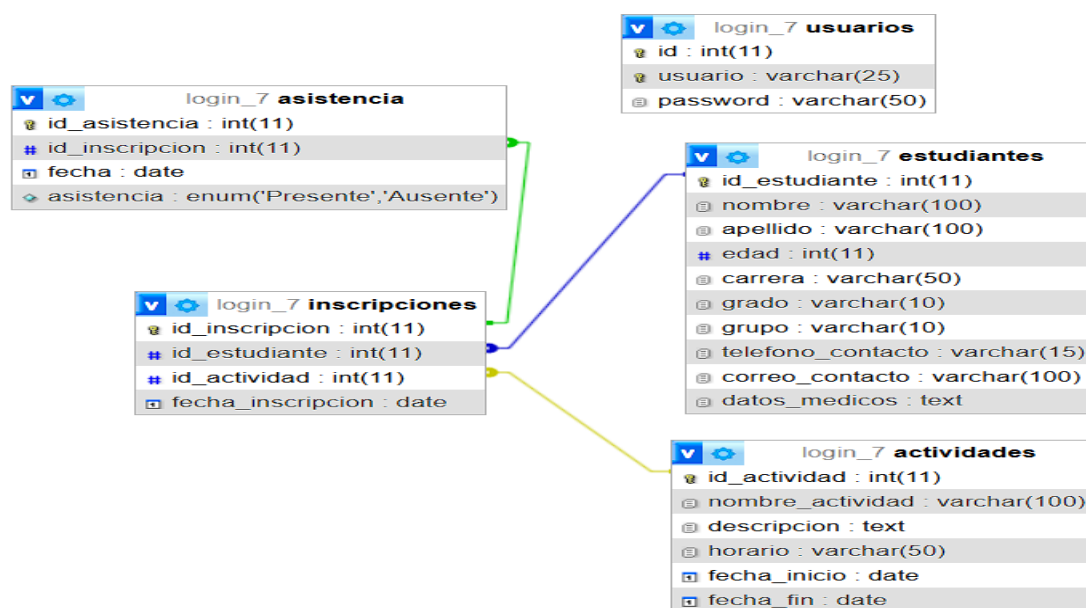 login_7 usuarios
id : int(11)
usuario : varchar(25)
password : varchar(50)
login_7 asistencia
id_asistencia : int(11)
id_inscripcion : int(11)
fecha : date
asistencia : enum('Presente','Ausente')
login_7 estudiantes
id_estudiante : int(11)
nombre : varchar(100)
apellido : varchar(100)
edad : int(11)
carrera : varchar(50)
grado : varchar(10)
grupo : varchar(10)
telefono_contacto : varchar(15)
correo_contacto : varchar(100)
datos_medicos : text
login_7 inscripciones
id_inscripcion : int(11)
id_estudiante : int(11)
id_actividad : int(11)
fecha_inscripcion : date
login_7 actividades
id_actividad : int(11)
nombre_actividad : varchar(100)
descripcion : text
horario : varchar(50)
fecha_inicio : date
fecha_fin : date